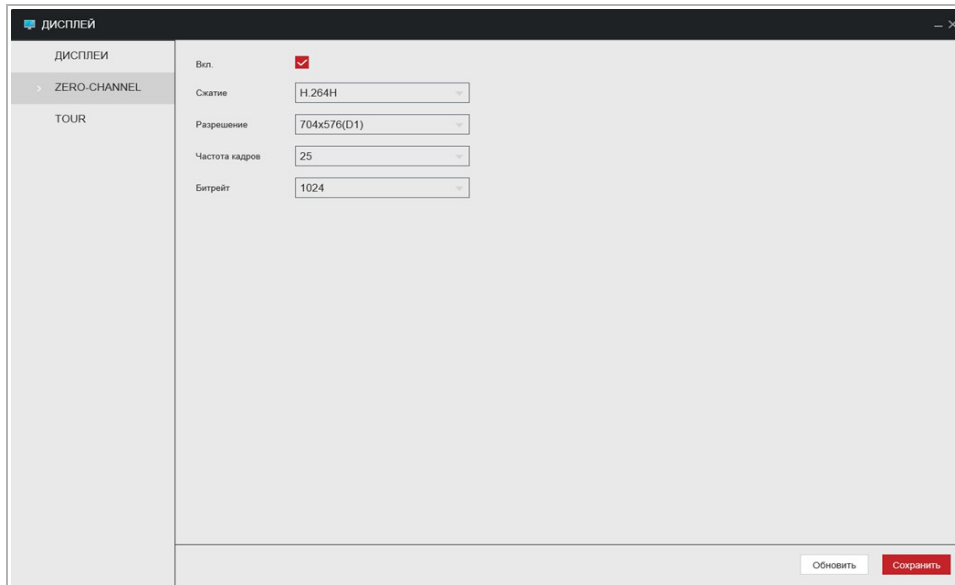 ДИСПЛЕЙ
ДИСПЛЕИ
ZERO-CHANNEL
TOUR
Вкл.
Сжатие H.264H
Разрешение 704x576(D1)
Частота кадров 25
Битрейт 1024
Обновить Сохранить